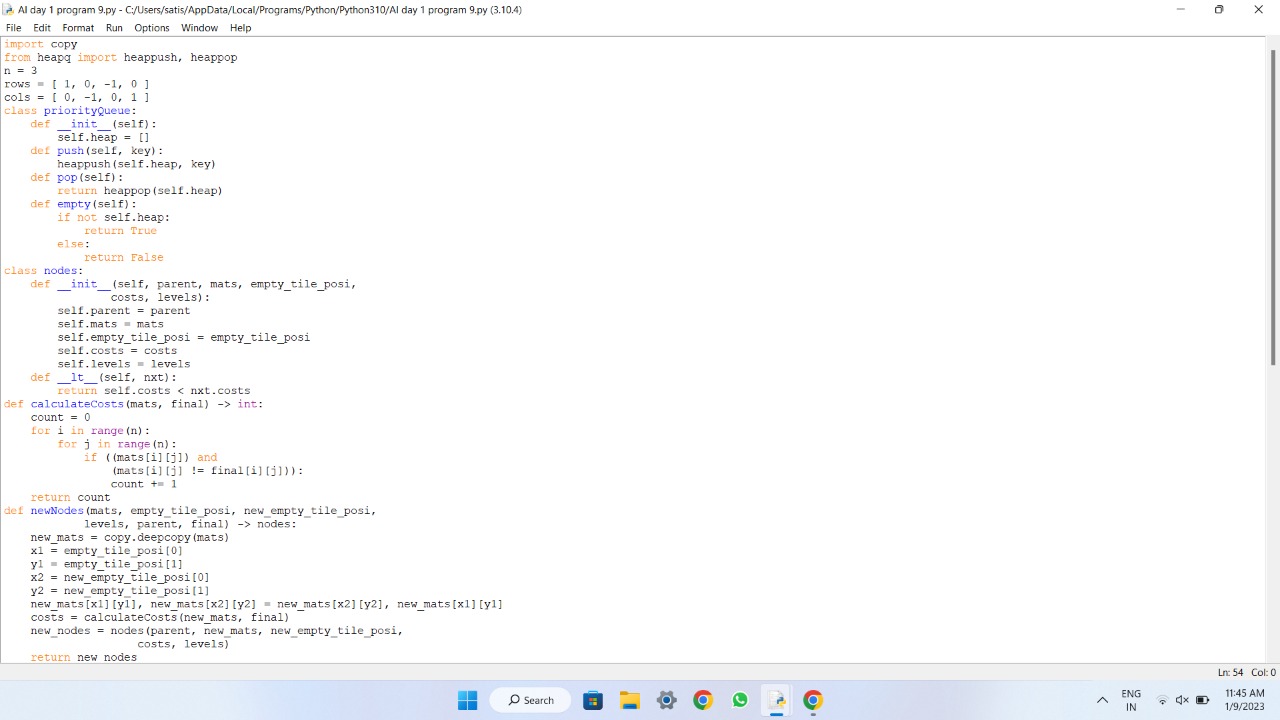 AI day 1 program 9.py - C:/Users/satis/AppData/Local/Programs/Python/Python310/AI day 1 program 9.py (3.10.4)
File Edit Format Run Options Window Help
import copy
from heapq import heappush, heappop
n = 3
rows = [ 1, 0, -1, 0 ]
cols = [ 0, -1, 0, 1 ]
class priorityQueue:
    def __init__(self):
        self.heap = []
    def push(self, key):
        heappush(self.heap, key)
    def pop(self):
        return heappop(self.heap)
    def empty(self):
        if not self.heap:
            return True
        else:
            return False
class nodes:
    def __init__(self, parent, mats, empty_tile_posi,
                costs, levels):
        self.parent = parent
        self.mats = mats
        self.empty_tile_posi = empty_tile_posi
        self.costs = costs
        self.levels = levels
    def __lt__(self, nxt):
        return self.costs < nxt.costs
def calculateCosts(mats, final) -> int:
    count = 0
    for i in range(n):
        for j in range(n):
            if ((mats[i][j]) and
                (mats[i][j] != final[i][j])):
                count += 1
    return count
def newNodes(mats, empty_tile_posi, new_empty_tile_posi,
            levels, parent, final) -> nodes:
    new_mats = copy.deepcopy(mats)
    x1 = empty_tile_posi[0]
    y1 = empty_tile_posi[1]
    x2 = new_empty_tile_posi[0]
    y2 = new_empty_tile_posi[1]
    new_mats[x1][y1], new_mats[x2][y2] = new_mats[x2][y2], new_mats[x1][y1]
    costs = calculateCosts(new_mats, final)
    new_nodes = nodes(parent, new_mats, new_empty_tile_posi,
                    costs, levels)
    return new_nodes
Ln: 54 Col: 0
Search
ENG
IN
11:45 AM
1/9/2023